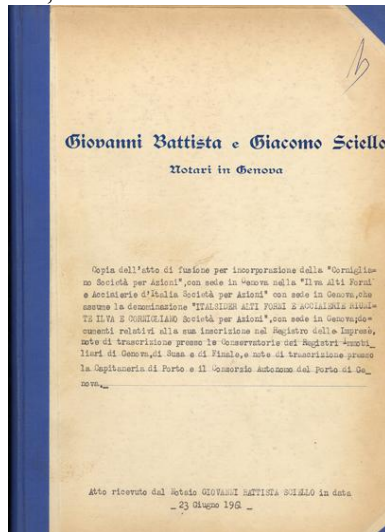 Giovanni Battista e Giacomo Sciello
Notari in Genova
Copia dell'atto di fusione per incorporazione della "Corniglia=
no Società per Azioni",con sede in Genova nella "Ilva Alti Forni
e Acciaierie d'Italia Società per Azioni" con sede in Genova,che
assume la denominazione "ITALSIDER ALTI FORNI E ACCIAIERIE RIUNI=
TE ILVA E CORNIGLIANO Società per Azioni",con sede in Genova;do=
cumenti relativi alla sua inscrizione nel Registro delle Imprese,
note di trascrizione presso le Conservatorie dei Registri Immobi_
liari di Genova,di Susa e di Finale,e note di trascrizione presso
la Capitaneria di Porto e il Consorzio Autonomo del Porto di Ge_
nova._
Atto ricevuto dal Notaio GIOVANNI BATTISTA SCIELLO in data
_ 23 Giugno 1961 _